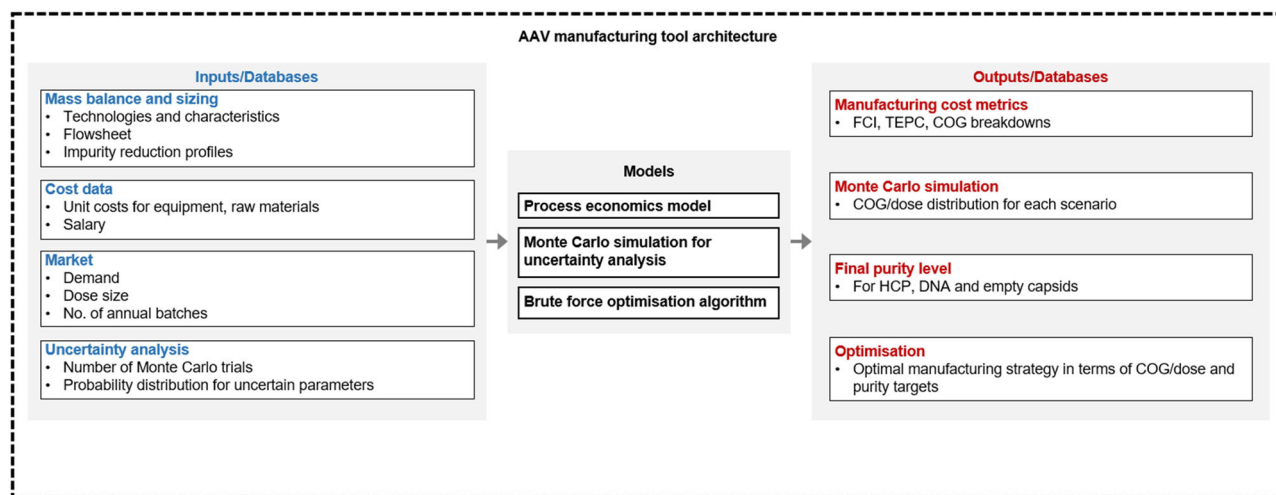 AAV manufacturing tool architecture
Inputs/Databases
Mass balance and sizing
• Technologies and characteristics
• Flowsheet
• Impurity reduction profiles
Cost data
• Unit costs for equipment, raw materials
• Salary
Market
• Demand
• Dose size
• No. of annual batches
Uncertainty analysis
• Number of Monte Carlo trials
• Probability distribution for uncertain parameters
Models
Process economics model
Monte Carlo simulation for
uncertainty analysis
Brute force optimisation algorithm
Outputs/Databases
Manufacturing cost metrics
• FCI, TEPC, COG breakdowns
Monte Carlo simulation
• COG/dose distribution for each scenario
Final purity level
• For HCP, DNA and empty capsids
Optimisation
• Optimal manufacturing strategy in terms of COG/dose and
purity targets